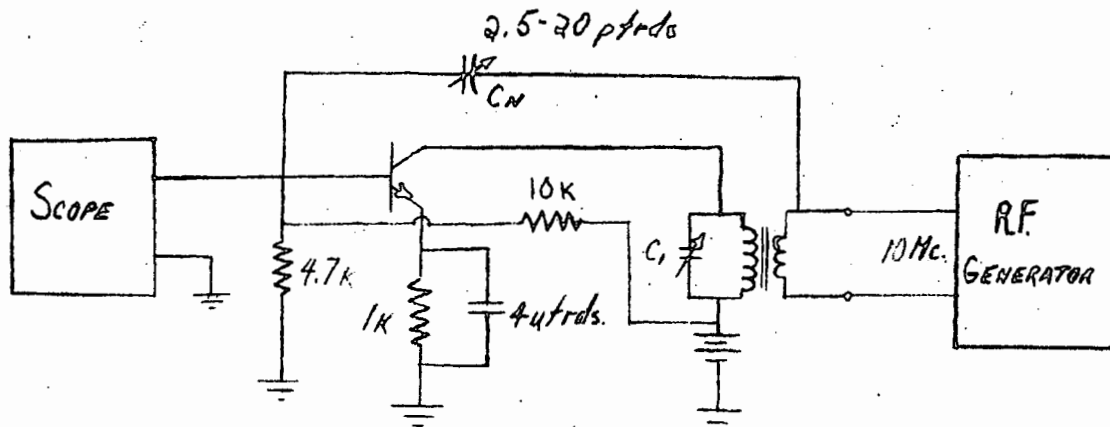 2.5-20 pfrds
CN
SCOPE
10K
C1
10Mc.
R.F.
GENERATOR
4.7K
1K
4ufrds.